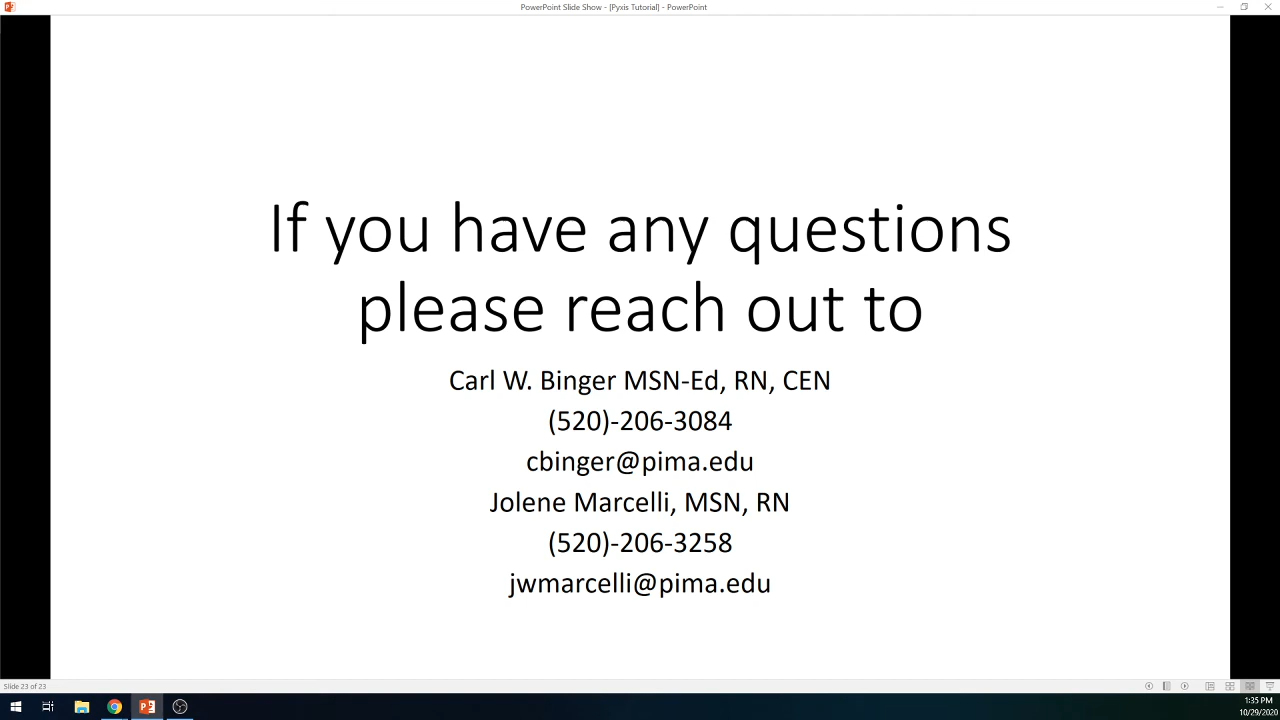 PowerPoint Slide Show - [Pyxis Tutorial] - PowerPoint
If you have any questions
please reach out to
Carl W. Binger MSN-Ed, RN, CEN
(520)-206-3084
cbinger@pima.edu
Jolene Marcelli, MSN, RN
(520)-206-3258
jwmarcelli@pima.edu
Slide 23 of 23
1:35 PM
10/29/2020